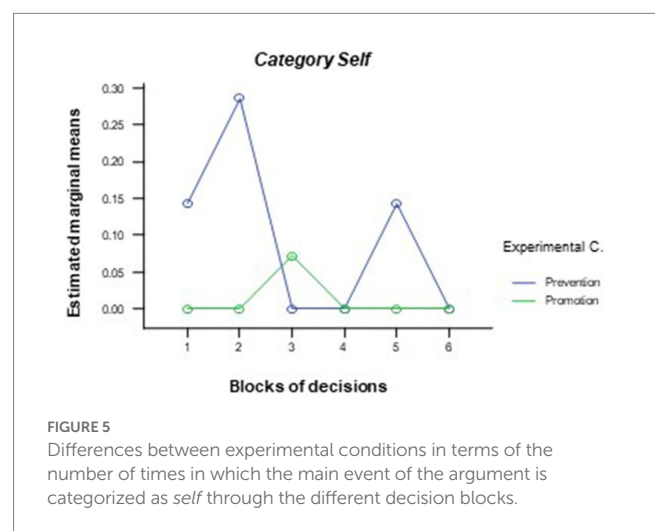 Category Self
0.30
0.25
0.20
0.15
0.10
0.05
0.00
Estimated marginal means
1 2 3 4 5 6
Blocks of decisions
Experimental C.
Prevention
Promotion
FIGURE 5
Differences between experimental conditions in terms of the
number of times in which the main event of the argument is
categorized as self through the different decision blocks.